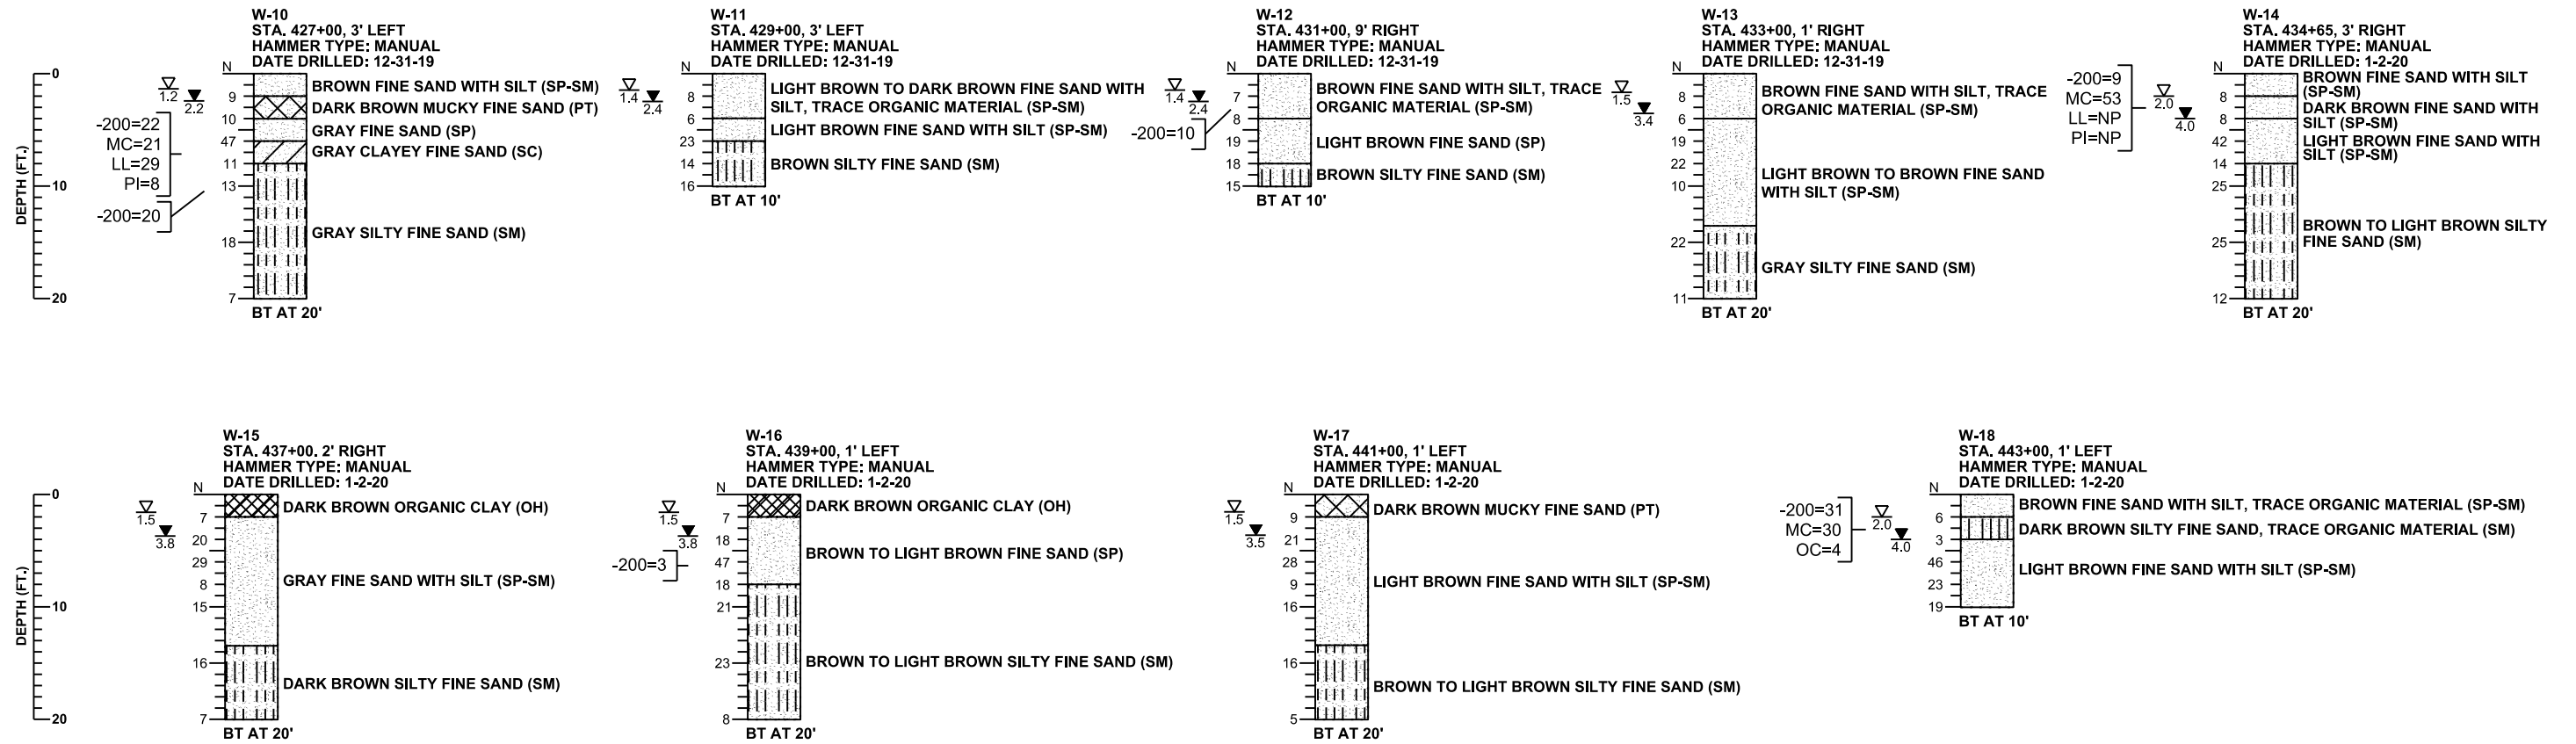 W-10
STA. 427+00, 3' LEFT
HAMMER TYPE: MANUAL
DATE DRILLED: 12-31-19
N
0
10
20
DEPTH (FT.)
1.2
2.2
-200=22
MC=21
LL=29
PI=8
-200=20
9
10
47
11
13
18
7
BROWN FINE SAND WITH SILT (SP-SM)
DARK BROWN MUCKY FINE SAND (PT)
GRAY FINE SAND (SP)
GRAY CLAYEY FINE SAND (SC)
GRAY SILTY FINE SAND (SM)
BT AT 20'
W-11
STA. 429+00, 3' LEFT
HAMMER TYPE: MANUAL
DATE DRILLED: 12-31-19
N
1.4
2.4
8
6
23
14
16
LIGHT BROWN TO DARK BROWN FINE SAND WITH
SILT, TRACE ORGANIC MATERIAL (SP-SM)
LIGHT BROWN FINE SAND WITH SILT (SP-SM)
BROWN SILTY FINE SAND (SM)
BT AT 10'
W-12
STA. 431+00, 9' RIGHT
HAMMER TYPE: MANUAL
DATE DRILLED: 12-31-19
N
1.4
2.4
-200=10
7
8
19
18
15
BROWN FINE SAND WITH SILT, TRACE
ORGANIC MATERIAL (SP-SM)
LIGHT BROWN FINE SAND (SP)
BROWN SILTY FINE SAND (SM)
BT AT 10'
W-13
STA. 433+00, 1' RIGHT
HAMMER TYPE: MANUAL
DATE DRILLED: 12-31-19
N
1.5
3.4
8
6
19
22
10
22
11
BROWN FINE SAND WITH SILT, TRACE
ORGANIC MATERIAL (SP-SM)
LIGHT BROWN TO BROWN FINE SAND
WITH SILT (SP-SM)
GRAY SILTY FINE SAND (SM)
BT AT 20'
W-14
STA. 434+65, 3' RIGHT
HAMMER TYPE: MANUAL
DATE DRILLED: 1-2-20
N
-200=9
MC=53
LL=NP
PI=NP
2.0
4.0
8
8
42
14
25
25
12
BROWN FINE SAND WITH SILT
(SP-SM)
DARK BROWN FINE SAND WITH
SILT (SP-SM)
LIGHT BROWN FINE SAND WITH
SILT (SP-SM)
BROWN TO LIGHT BROWN SILTY
FINE SAND (SM)
BT AT 20'
W-15
STA. 437+00. 2' RIGHT
HAMMER TYPE: MANUAL
DATE DRILLED: 1-2-20
N
0
10
20
DEPTH (FT.)
1.5
3.8
7
20
29
8
15
16
7
DARK BROWN ORGANIC CLAY (OH)
GRAY FINE SAND WITH SILT (SP-SM)
DARK BROWN SILTY FINE SAND (SM)
BT AT 20'
W-16
STA. 439+00, 1' LEFT
HAMMER TYPE: MANUAL
DATE DRILLED: 1-2-20
N
1.5
3.8
-200=3
7
18
47
18
21
23
8
DARK BROWN ORGANIC CLAY (OH)
BROWN TO LIGHT BROWN FINE SAND (SP)
BROWN TO LIGHT BROWN SILTY FINE SAND (SM)
BT AT 20'
W-17
STA. 441+00, 1' LEFT
HAMMER TYPE: MANUAL
DATE DRILLED: 1-2-20
N
1.5
3.5
9
21
28
9
16
16
5
DARK BROWN MUCKY FINE SAND (PT)
LIGHT BROWN FINE SAND WITH SILT (SP-SM)
BROWN TO LIGHT BROWN SILTY FINE SAND (SM)
BT AT 20'
W-18
STA. 443+00, 1' LEFT
HAMMER TYPE: MANUAL
DATE DRILLED: 1-2-20
N
-200=31
MC=30
OC=4
2.0
4.0
6
3
46
23
19
BROWN FINE SAND WITH SILT, TRACE ORGANIC MATERIAL (SP-SM)
DARK BROWN SILTY FINE SAND, TRACE ORGANIC MATERIAL (SM)
LIGHT BROWN FINE SAND WITH SILT (SP-SM)
BT AT 10'